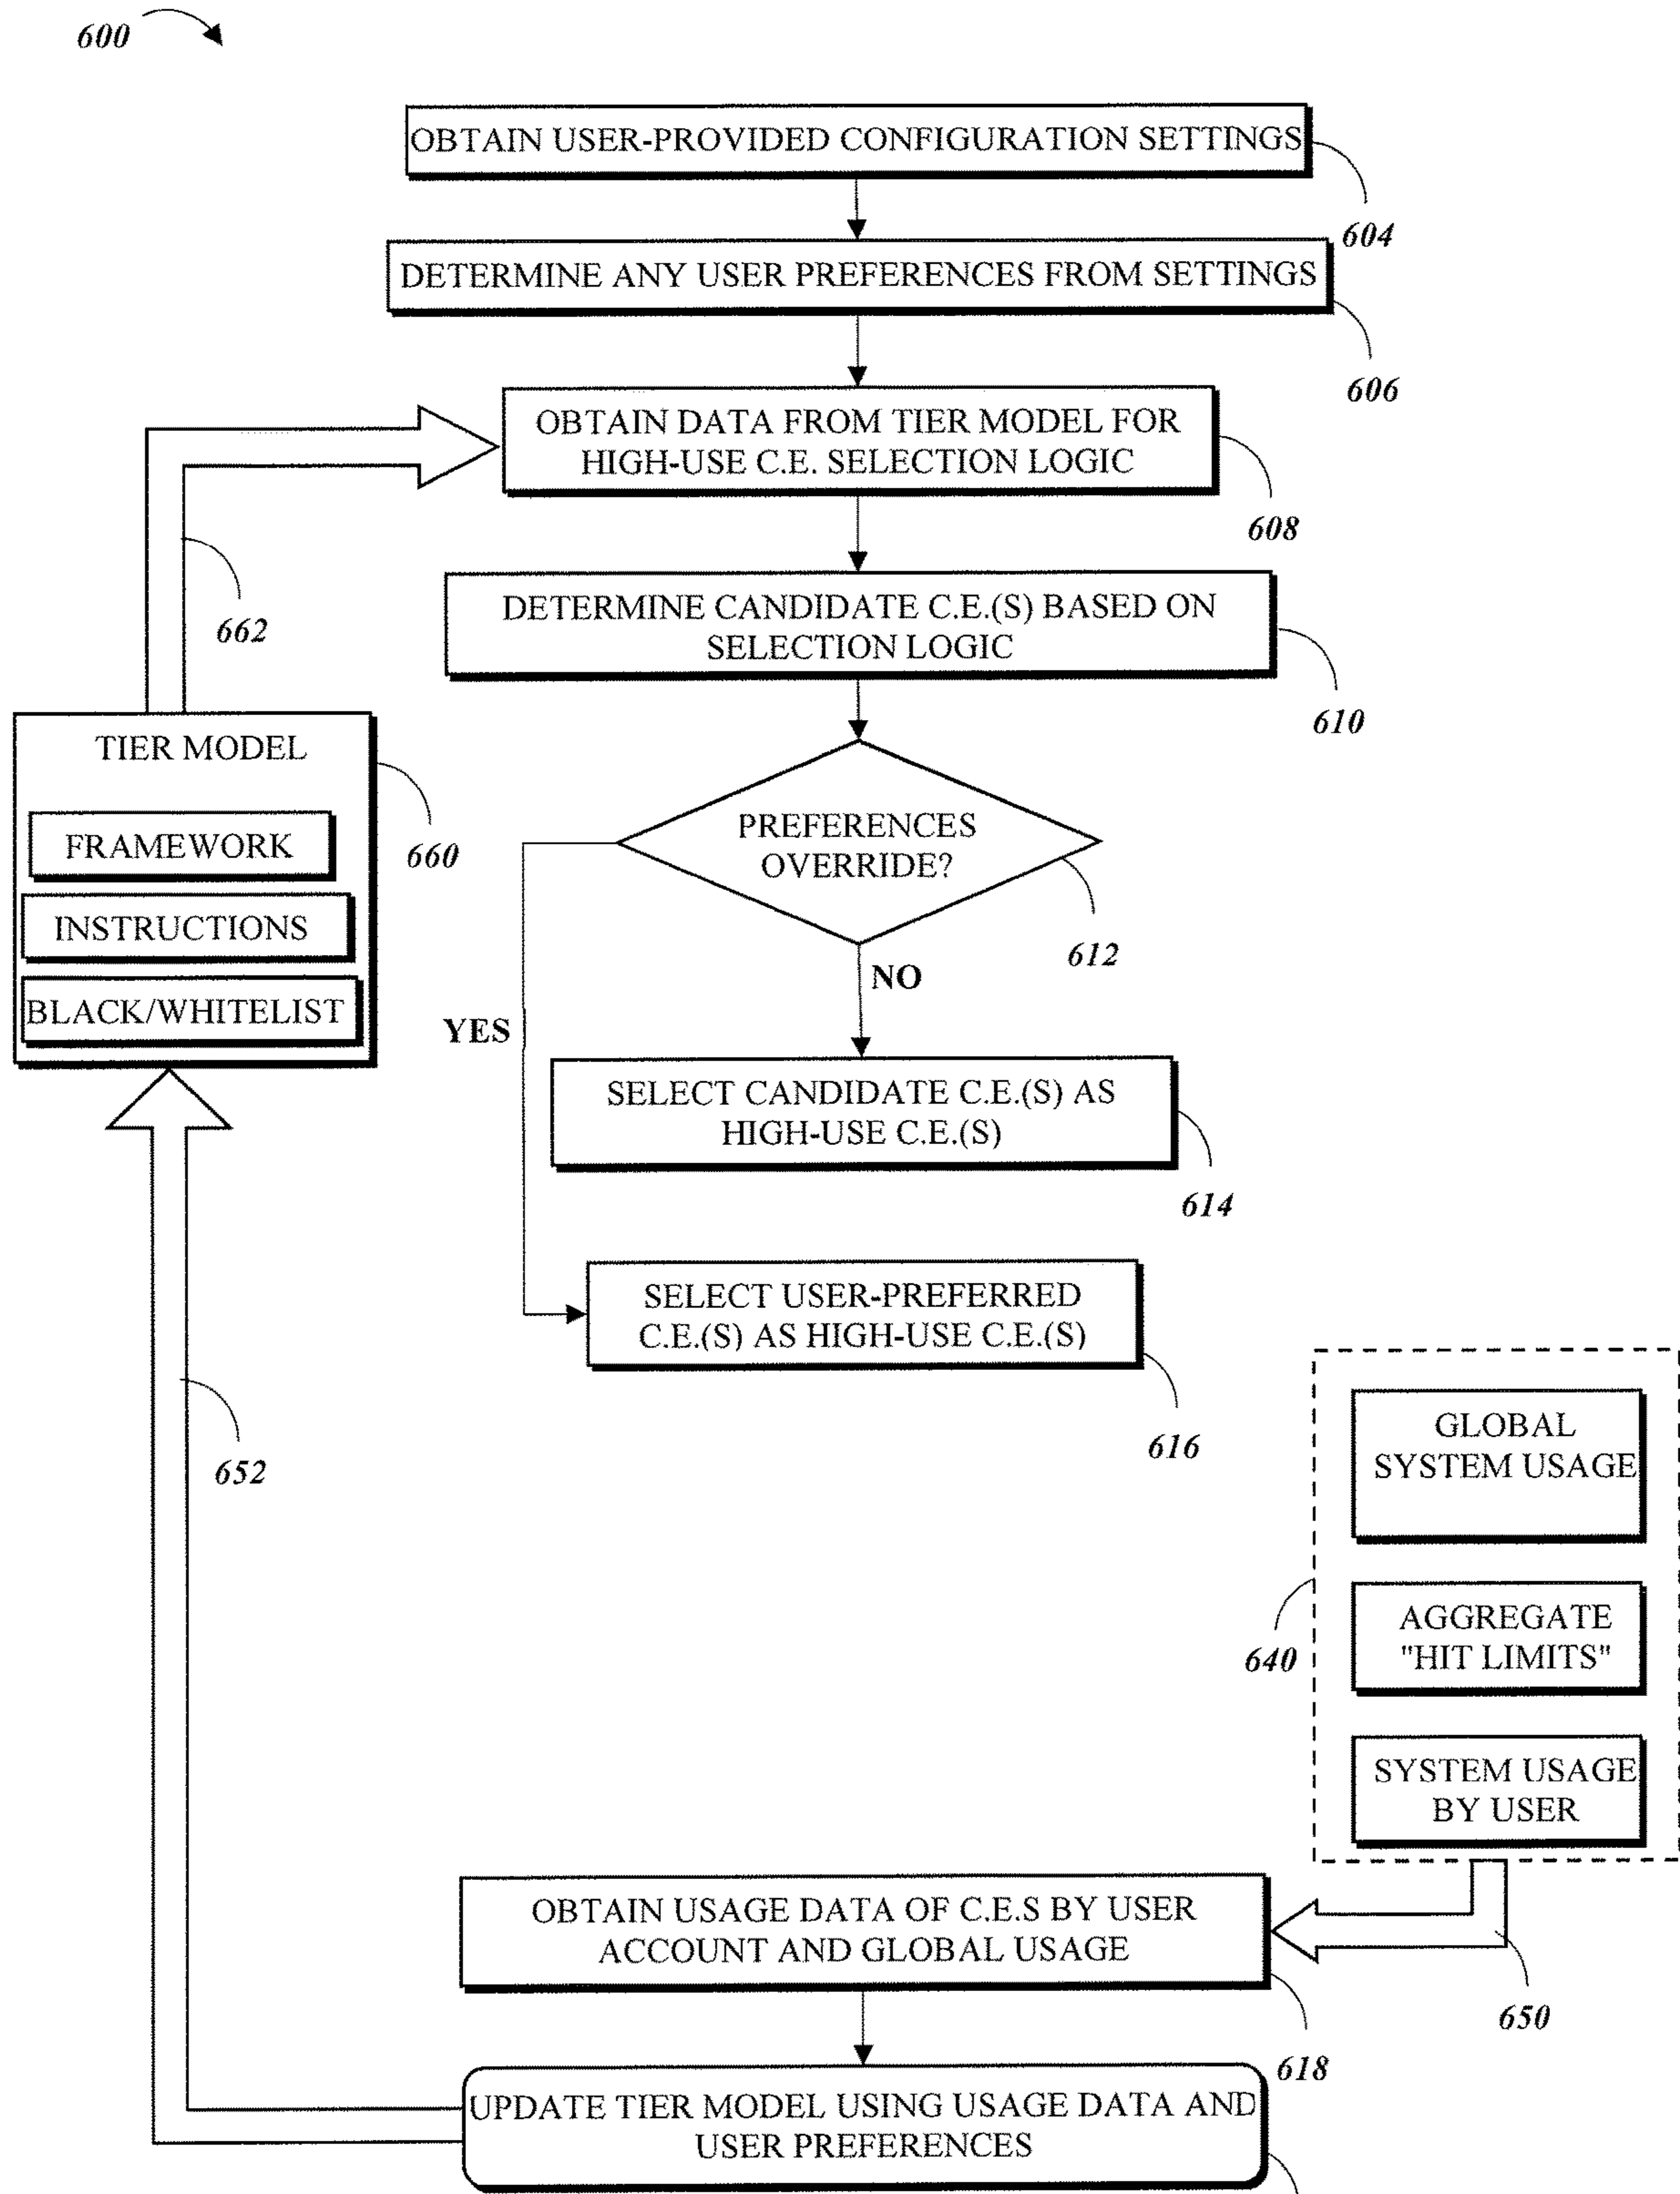 600
OBTAIN USER-PROVIDED CONFIGURATION SETTINGS
604
DETERMINE ANY USER PREFERENCES FROM SETTINGS
606
OBTAIN DATA FROM TIER MODEL FOR
HIGH-USE C.E. SELECTION LOGIC
608
662
DETERMINE CANDIDATE C.E.(S) BASED ON
SELECTION LOGIC
610
TIER MODEL
FRAMEWORK
INSTRUCTIONS
BLACK/WHITELIST
660
PREFERENCES
OVERRIDE?
612
NO
YES
SELECT CANDIDATE C.E.(S) AS
HIGH-USE C.E.(S)
614
SELECT USER-PREFERRED
C.E.(S) AS HIGH-USE C.E.(S)
616
652
GLOBAL
SYSTEM USAGE
AGGREGATE
"HIT LIMITS"
640
SYSTEM USAGE
BY USER
OBTAIN USAGE DATA OF C.E.S BY USER
ACCOUNT AND GLOBAL USAGE
650
618
UPDATE TIER MODEL USING USAGE DATA AND
USER PREFERENCES